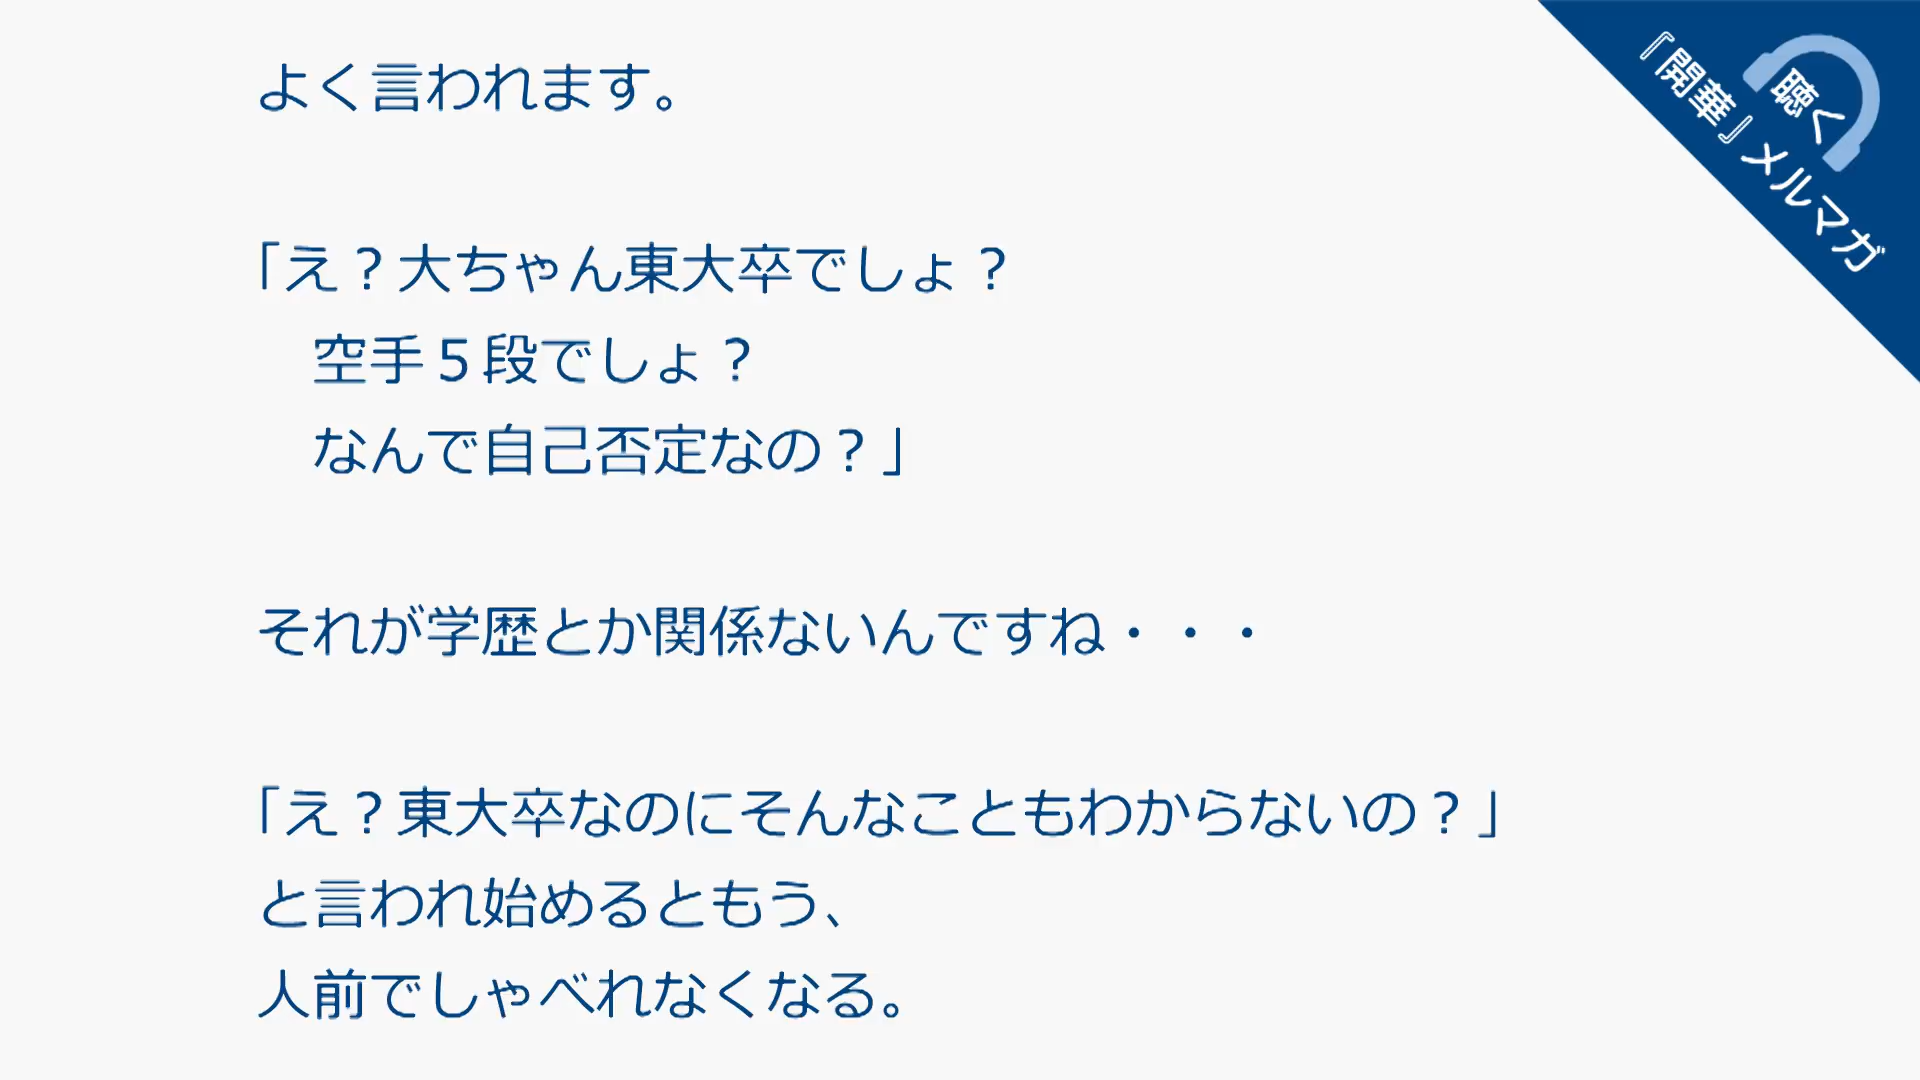 よく言われます。
「え？大ちゃん東大卒でしょ？
空手５段でしょ？
なんで自己否定なの？」
それが学歴とか関係ないんですね・・・
「え？東大卒なのにそんなこともわからないの？」
と言われ始めるともう、
人前でしゃべれなくなる。
聴く
『開華』メルマガ